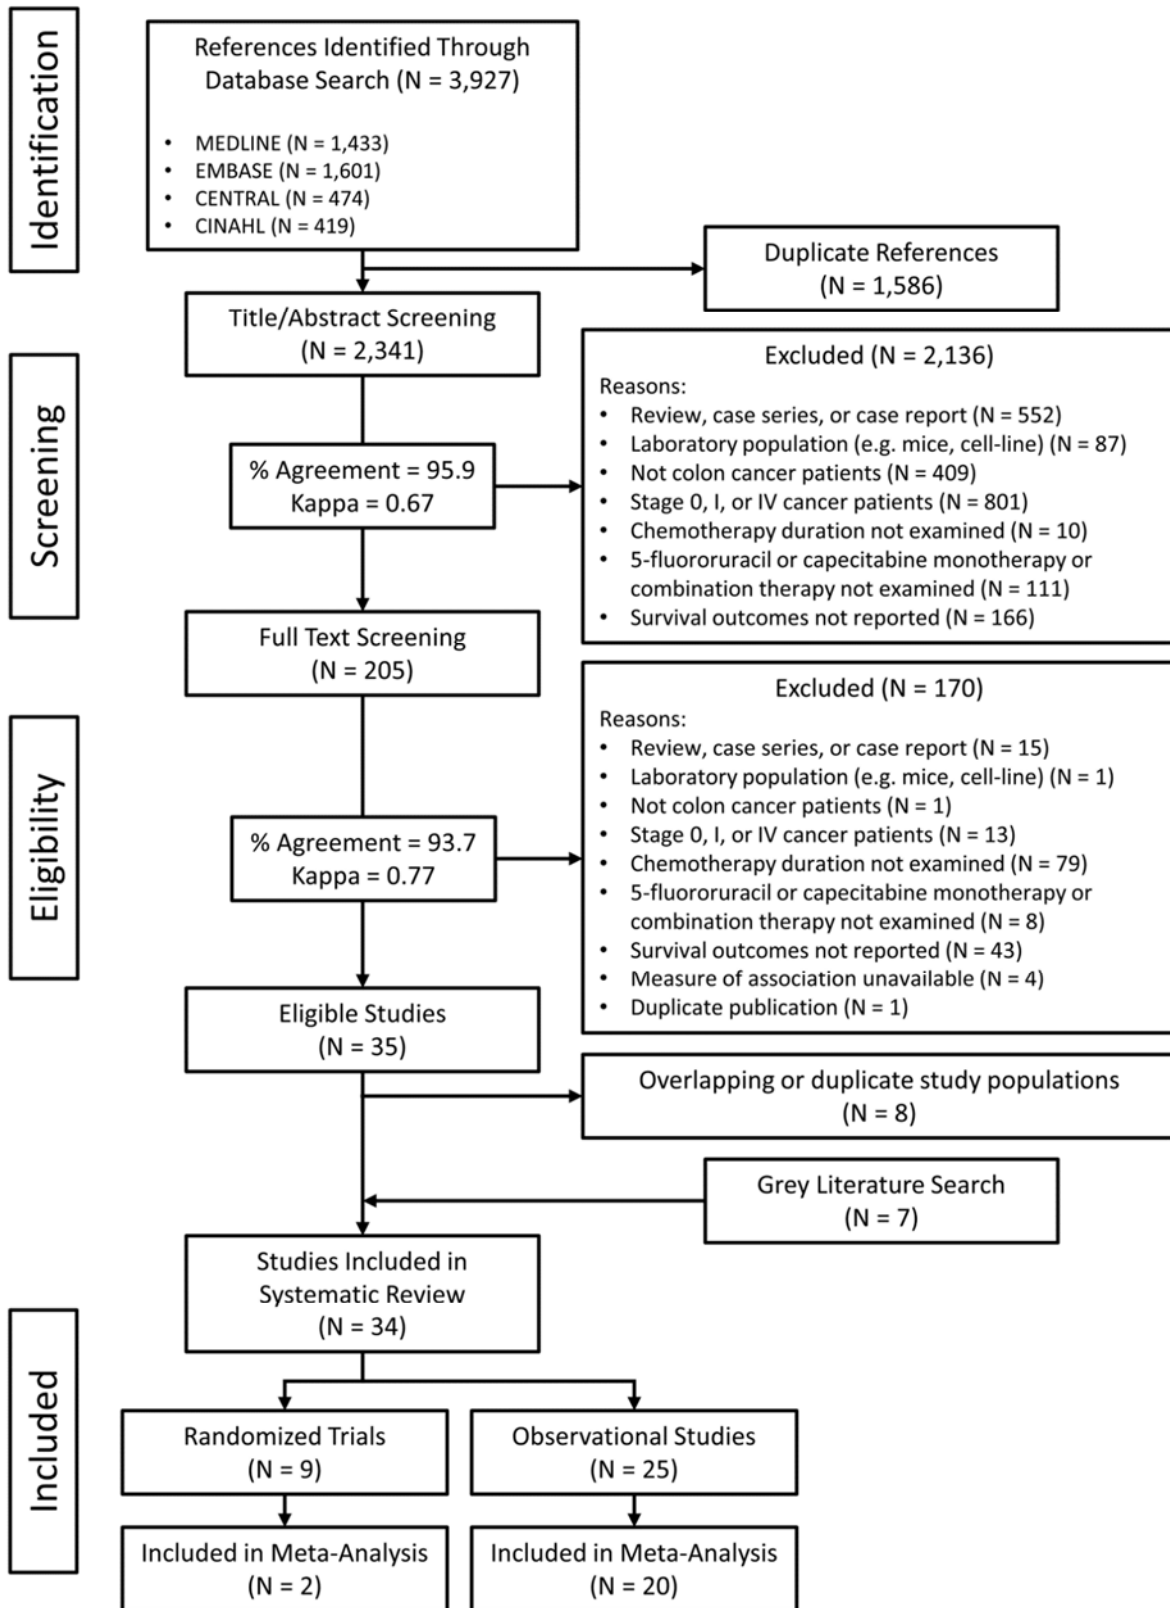 Identification
References Identified Through
Database Search (N = 3,927)
• MEDLINE (N = 1,433)
• EMBASE (N = 1,601)
• CENTRAL (N = 474)
• CINAHL (N = 419)
Duplicate References
(N = 1,586)
Title/Abstract Screening
(N = 2,341)
Screening
% Agreement = 95.9
Kappa = 0.67
Excluded (N = 2,136)
Reasons:
• Review, case series, or case report (N = 552)
• Laboratory population (e.g. mice, cell-line) (N = 87)
• Not colon cancer patients (N = 409)
• Stage 0, I, or IV cancer patients (N = 801)
• Chemotherapy duration not examined (N = 10)
• 5-fluororuracil or capecitabine monotherapy or
combination therapy not examined (N = 111)
• Survival outcomes not reported (N = 166)
Full Text Screening
(N = 205)
Eligibility
% Agreement = 93.7
Kappa = 0.77
Excluded (N = 170)
Reasons:
• Review, case series, or case report (N = 15)
• Laboratory population (e.g. mice, cell-line) (N = 1)
• Not colon cancer patients (N = 1)
• Stage 0, I, or IV cancer patients (N = 13)
• Chemotherapy duration not examined (N = 79)
• 5-fluororuracil or capecitabine monotherapy or
combination therapy not examined (N = 8)
• Survival outcomes not reported (N = 43)
• Measure of association unavailable (N = 4)
• Duplicate publication (N = 1)
Eligible Studies
(N = 35)
Overlapping or duplicate study populations
(N = 8)
Grey Literature Search
(N = 7)
Studies Included in
Systematic Review
(N = 34)
Included
Randomized Trials
(N = 9)
Observational Studies
(N = 25)
Included in Meta-Analysis
(N = 2)
Included in Meta-Analysis
(N = 20)